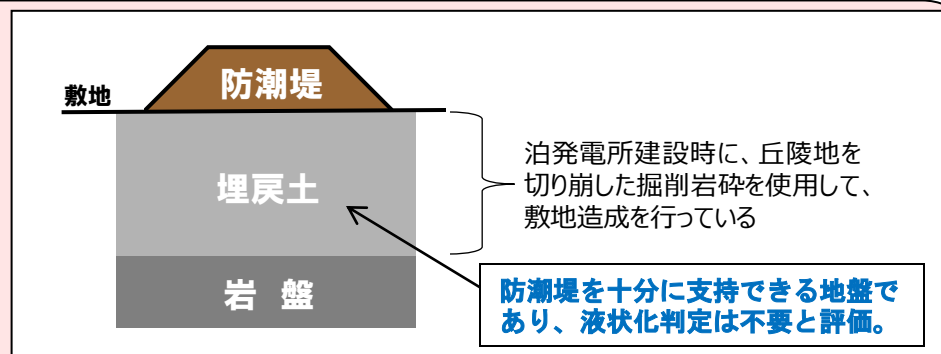 防潮堤
敷地
泊発電所建設時に、丘陵地を
切り崩した掘削岩砕を使用して、
敷地造成を行っている
埋戻土
防潮堤を十分に支持できる地盤で
あり、液状化判定は不要と評価。
岩 盤